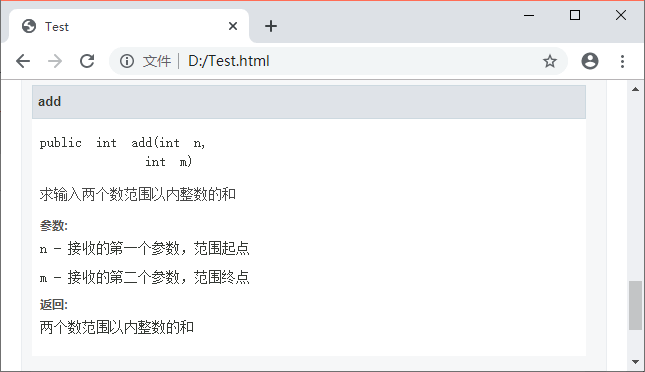 Test
文件 D:/Test.html
add
public int add(int n,
int m)
求输入两个数范围以内整数的和
参数:
n - 接收的第一个参数，范围起点
m - 接收的第二个参数，范围终点
返回:
两个数范围以内整数的和